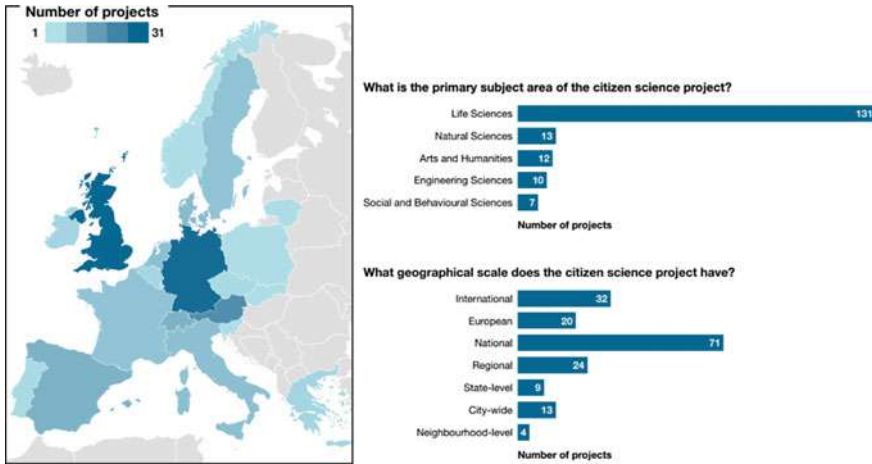 Number of projects
1 31
What is the primary subject area of the citizen science project?
Life Sciences 131
Natural Sciences 13
Arts and Humanities 12
Engineering Sciences 10
Social and Behavioural Sciences 7
Number of projects
What geographical scale does the citizen science project have?
International 32
European 20
National 71
Regional 24
State-level 9
City-wide 13
Neighbourhood-level 4
Number of projects